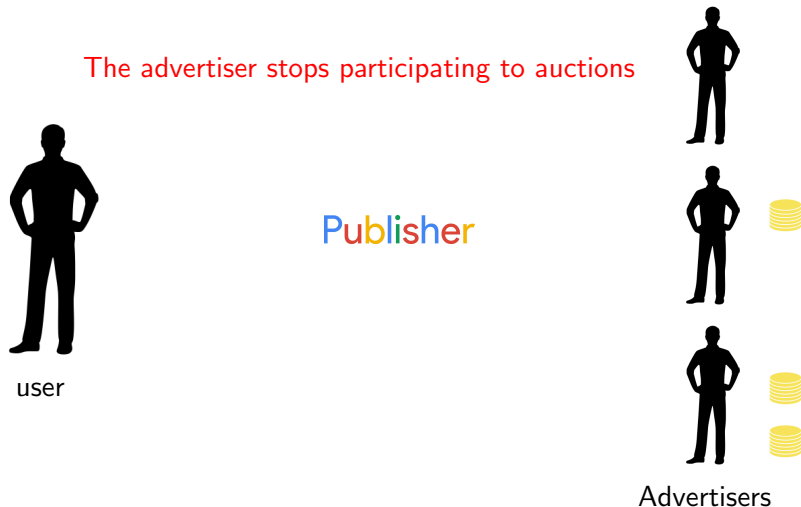 The advertiser stops participating to auctions
Publisher
user
Advertisers